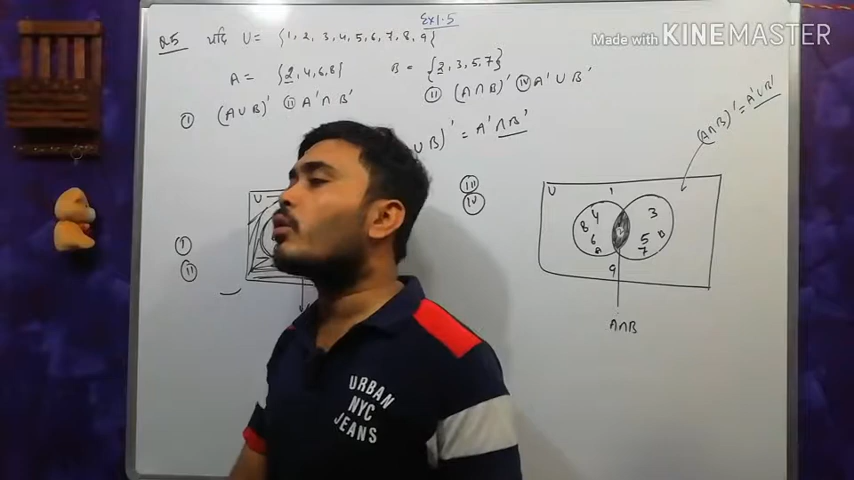 Ex 1.5
Made with KINEMASTER
Q.5 यदि U = {1, 2, 3, 4, 5, 6, 7, 8, 9}
A = {2, 4, 6, 8} B = {2, 3, 5, 7}
(i) (A∪B)' (ii) A'∩B' (iii) (A∩B)' (iv) A'∪B'
∪B)' = A'∩B'
(A∩B)' = A'∪B'
(i)
(ii)
U
(iii)
(iv)
U 1
4 3
8 2
6 5 B
A 7
9
A∩B
URBAN
NYC
JEANS